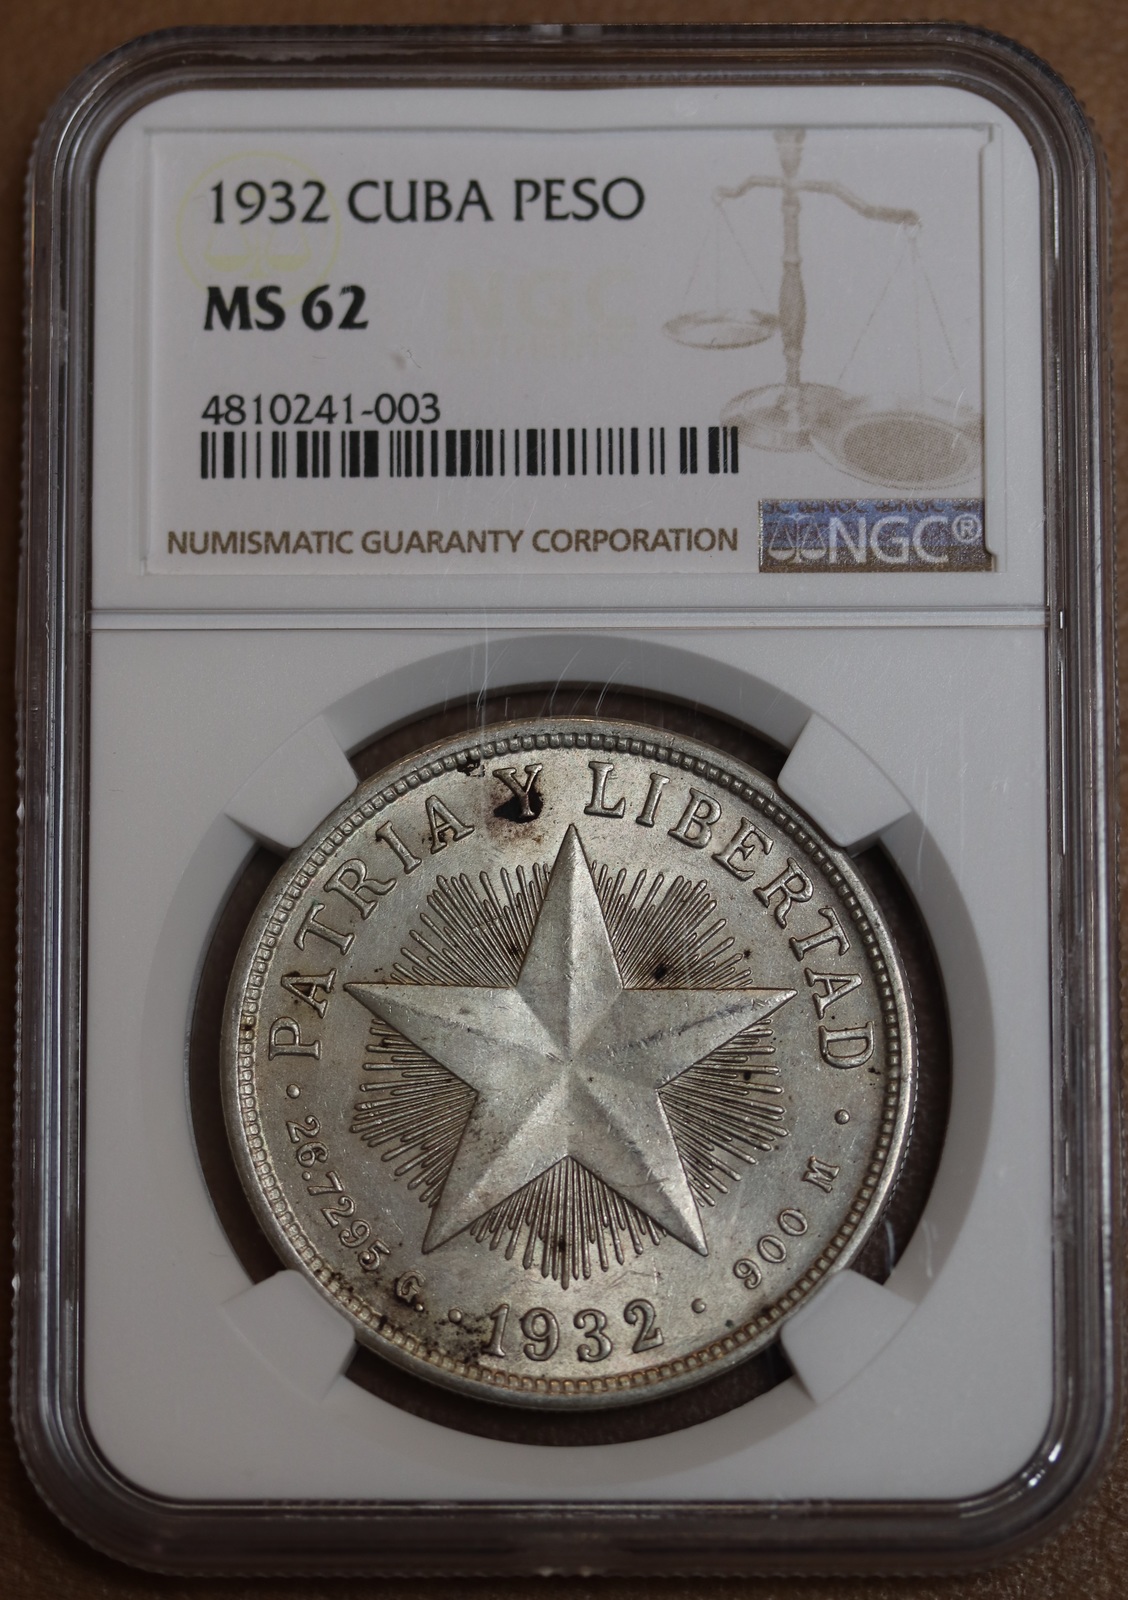 1932 CUBA PESO
MS 62
4810241-003
NUMISMATIC GUARANTY CORPORATION
NGC®
PATRIA Y LIBERTAD
26.7295 G. · 1932 · 900 M